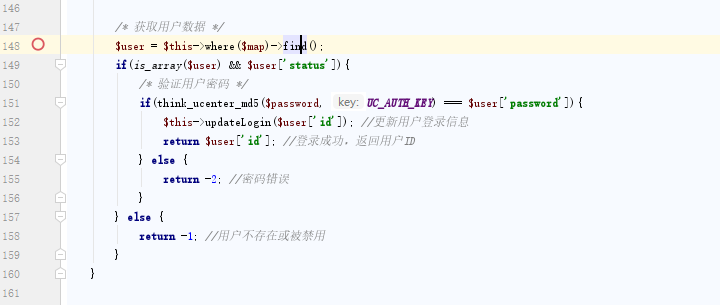 146
147 /* 获取用户数据 */
148 $user = $this->where($map)->find();
149 if(is_array($user) && $user['status']){
150 /* 验证用户密码 */
151 if(think_ucenter_md5($password, key: UC_AUTH_KEY) === $user['password']){
152 $this->updateLogin($user['id']); //更新用户登录信息
153 return $user['id']; //登录成功，返回用户ID
154 } else {
155 return -2; //密码错误
156 }
157 } else {
158 return -1; //用户不存在或被禁用
159 }
160 }
161